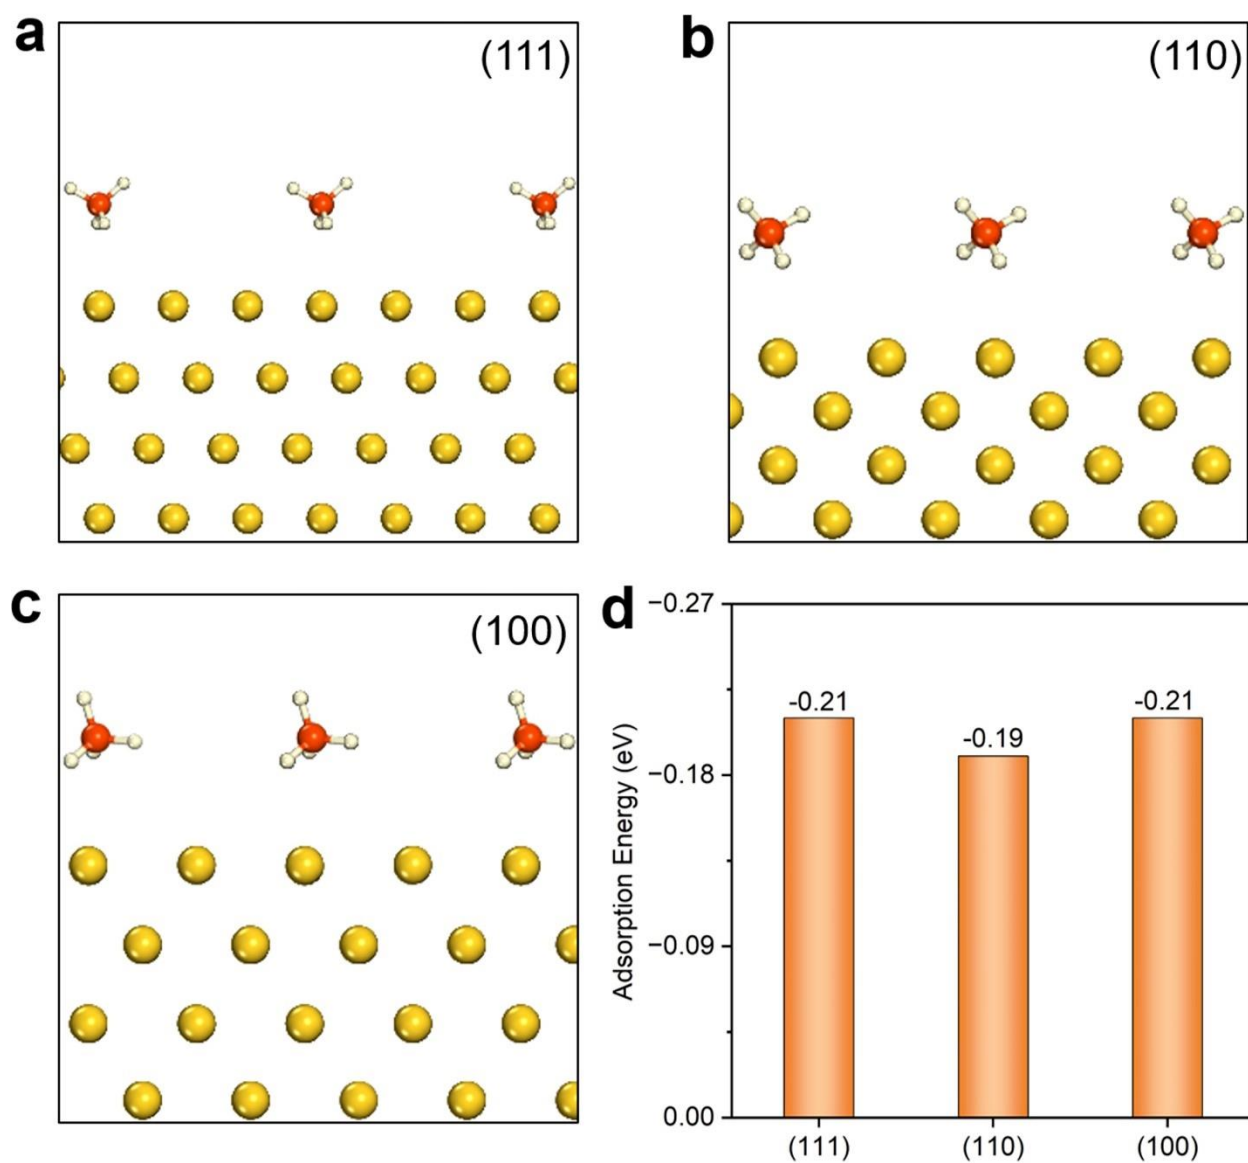 a
(111)
b
(110)
c
(100)
d
−0.27
−0.18
−0.09
0.00
Adsorption Energy (eV)
-0.21
-0.19
-0.21
(111)
(110)
(100)